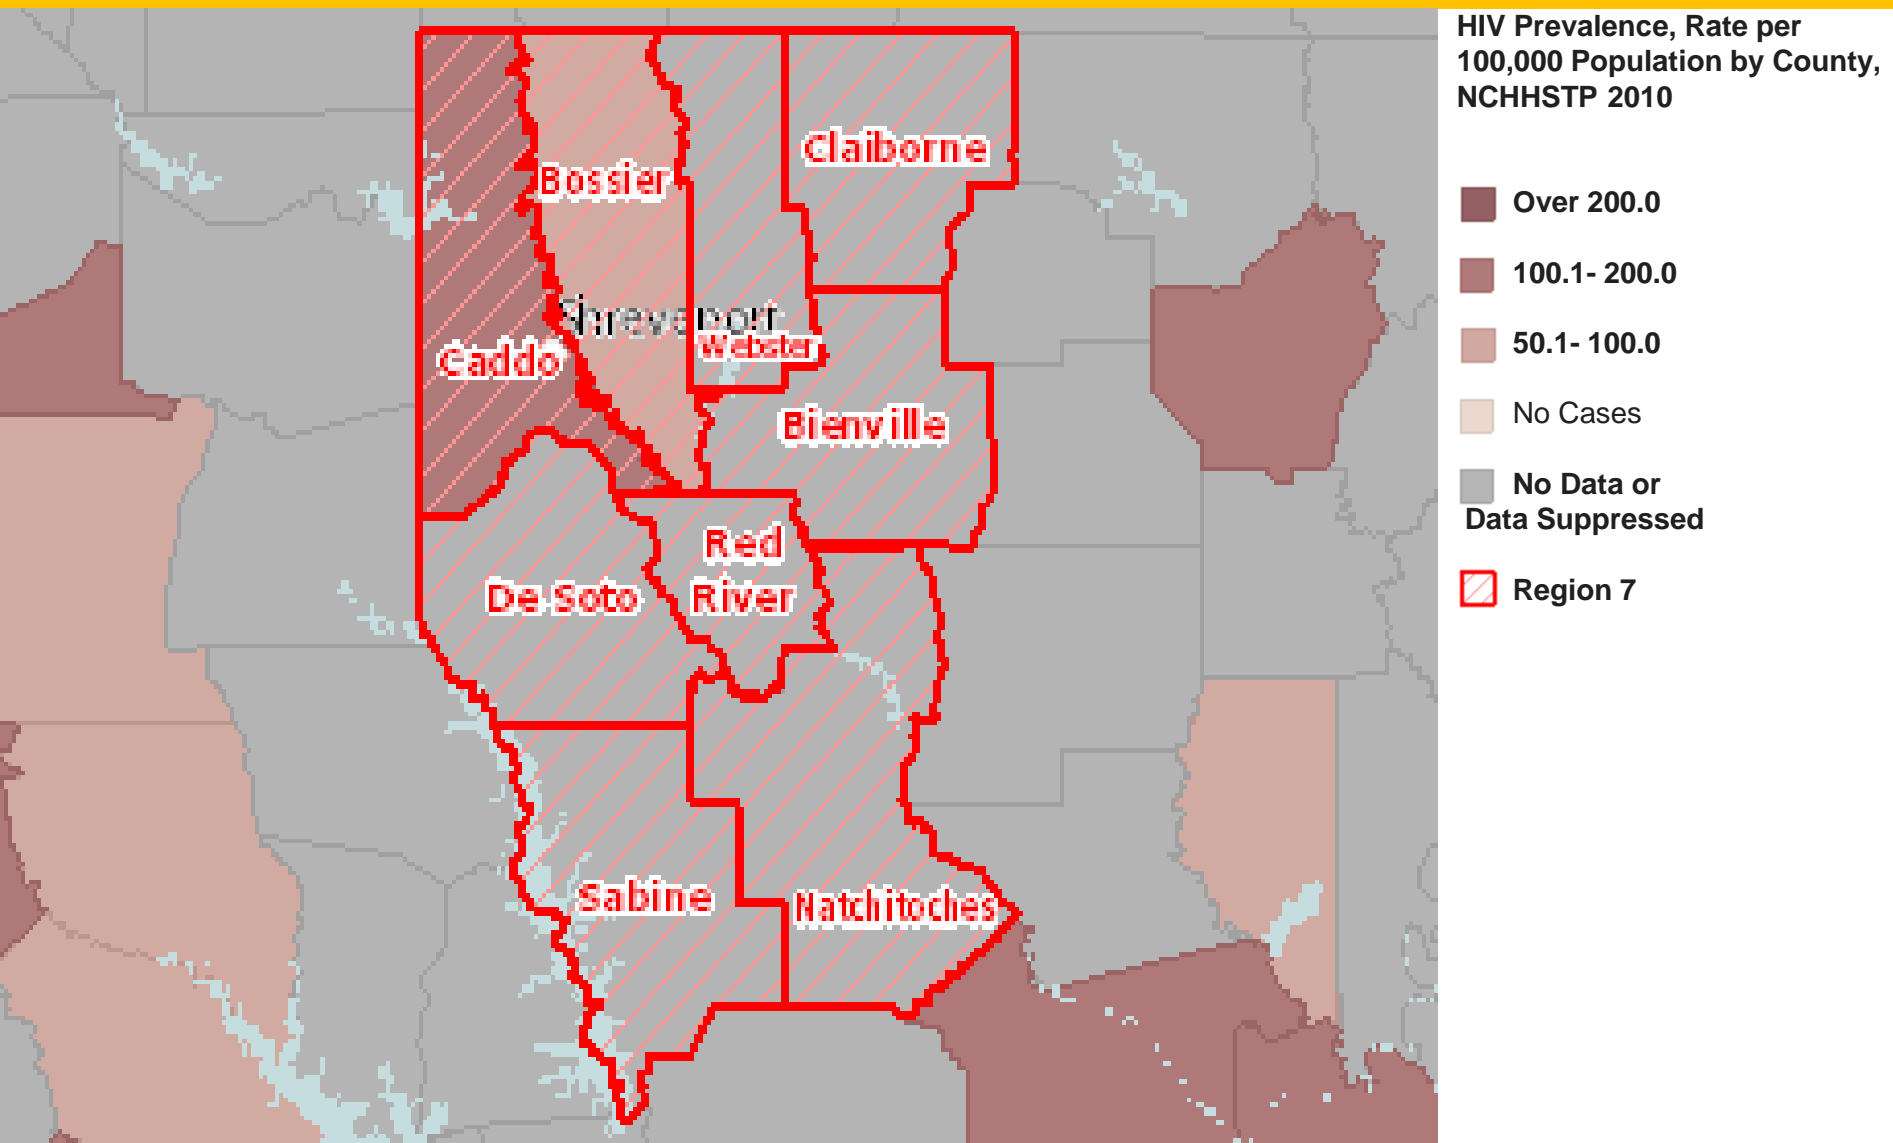 HIV Prevalence, Rate per
100,000 Population by County,
NCHHSTP 2010
Over 200.0
100.1- 200.0
50.1- 100.0
No Cases
No Data or
Data Suppressed
Region 7
Claiborne
Bossier
Shreveport
Webster
Caddo
Bienville
Red
River
De Soto
Sabine
Natchitoches